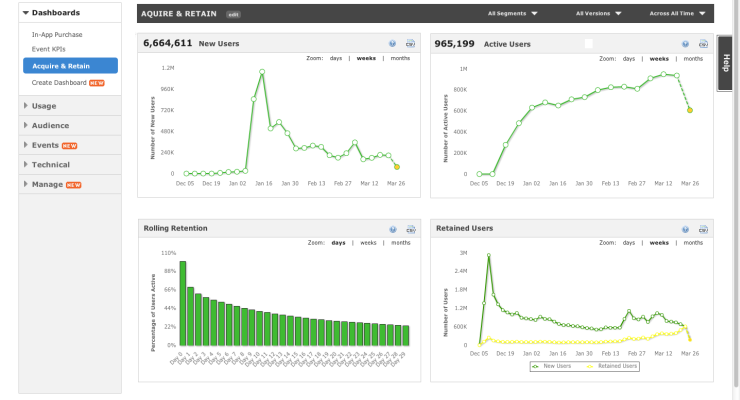 Dashboards
In-App Purchase
Event KPIs
Acquire & Retain
Create Dashboard NEW
Usage
Audience
Events NEW
Technical
Manage NEW
AQUIRE & RETAIN edit
All Segments All Versions Across All Time
Help
6,664,611 New Users
CSV
Zoom: days | weeks | months
Number of New Users
1.2M
960K
720K
480K
240K
0
Dec 05 Dec 19 Jan 02 Jan 16 Jan 30 Feb 13 Feb 27 Mar 12 Mar 26
965,199 Active Users
CSV
Zoom: days | weeks | months
Number of Active Users
1M
800K
600K
400K
200K
0
Dec 05 Dec 19 Jan 02 Jan 16 Jan 30 Feb 13 Feb 27 Mar 12 Mar 26
Rolling Retention
CSV
Zoom: days | weeks | months
Percentage of Users Active
110%
88%
66%
44%
22%
0%
Day 0 Day 1 Day 2 Day 3 Day 4 Day 5 Day 6 Day 7 Day 8 Day 9 Day 10 Day 11 Day 12 Day 13 Day 14 Day 15 Day 16 Day 17 Day 18 Day 19 Day 20 Day 21 Day 22 Day 23 Day 24 Day 25 Day 26 Day 27 Day 28 Day 29
Retained Users
CSV
Zoom: days | weeks | months
Number of Users
3M
2.4M
1.8M
1.2M
600K
0
Dec 05 Dec 19 Jan 02 Jan 16 Jan 30 Feb 13 Feb 27 Mar 12 Mar 26
New Users Retained Users